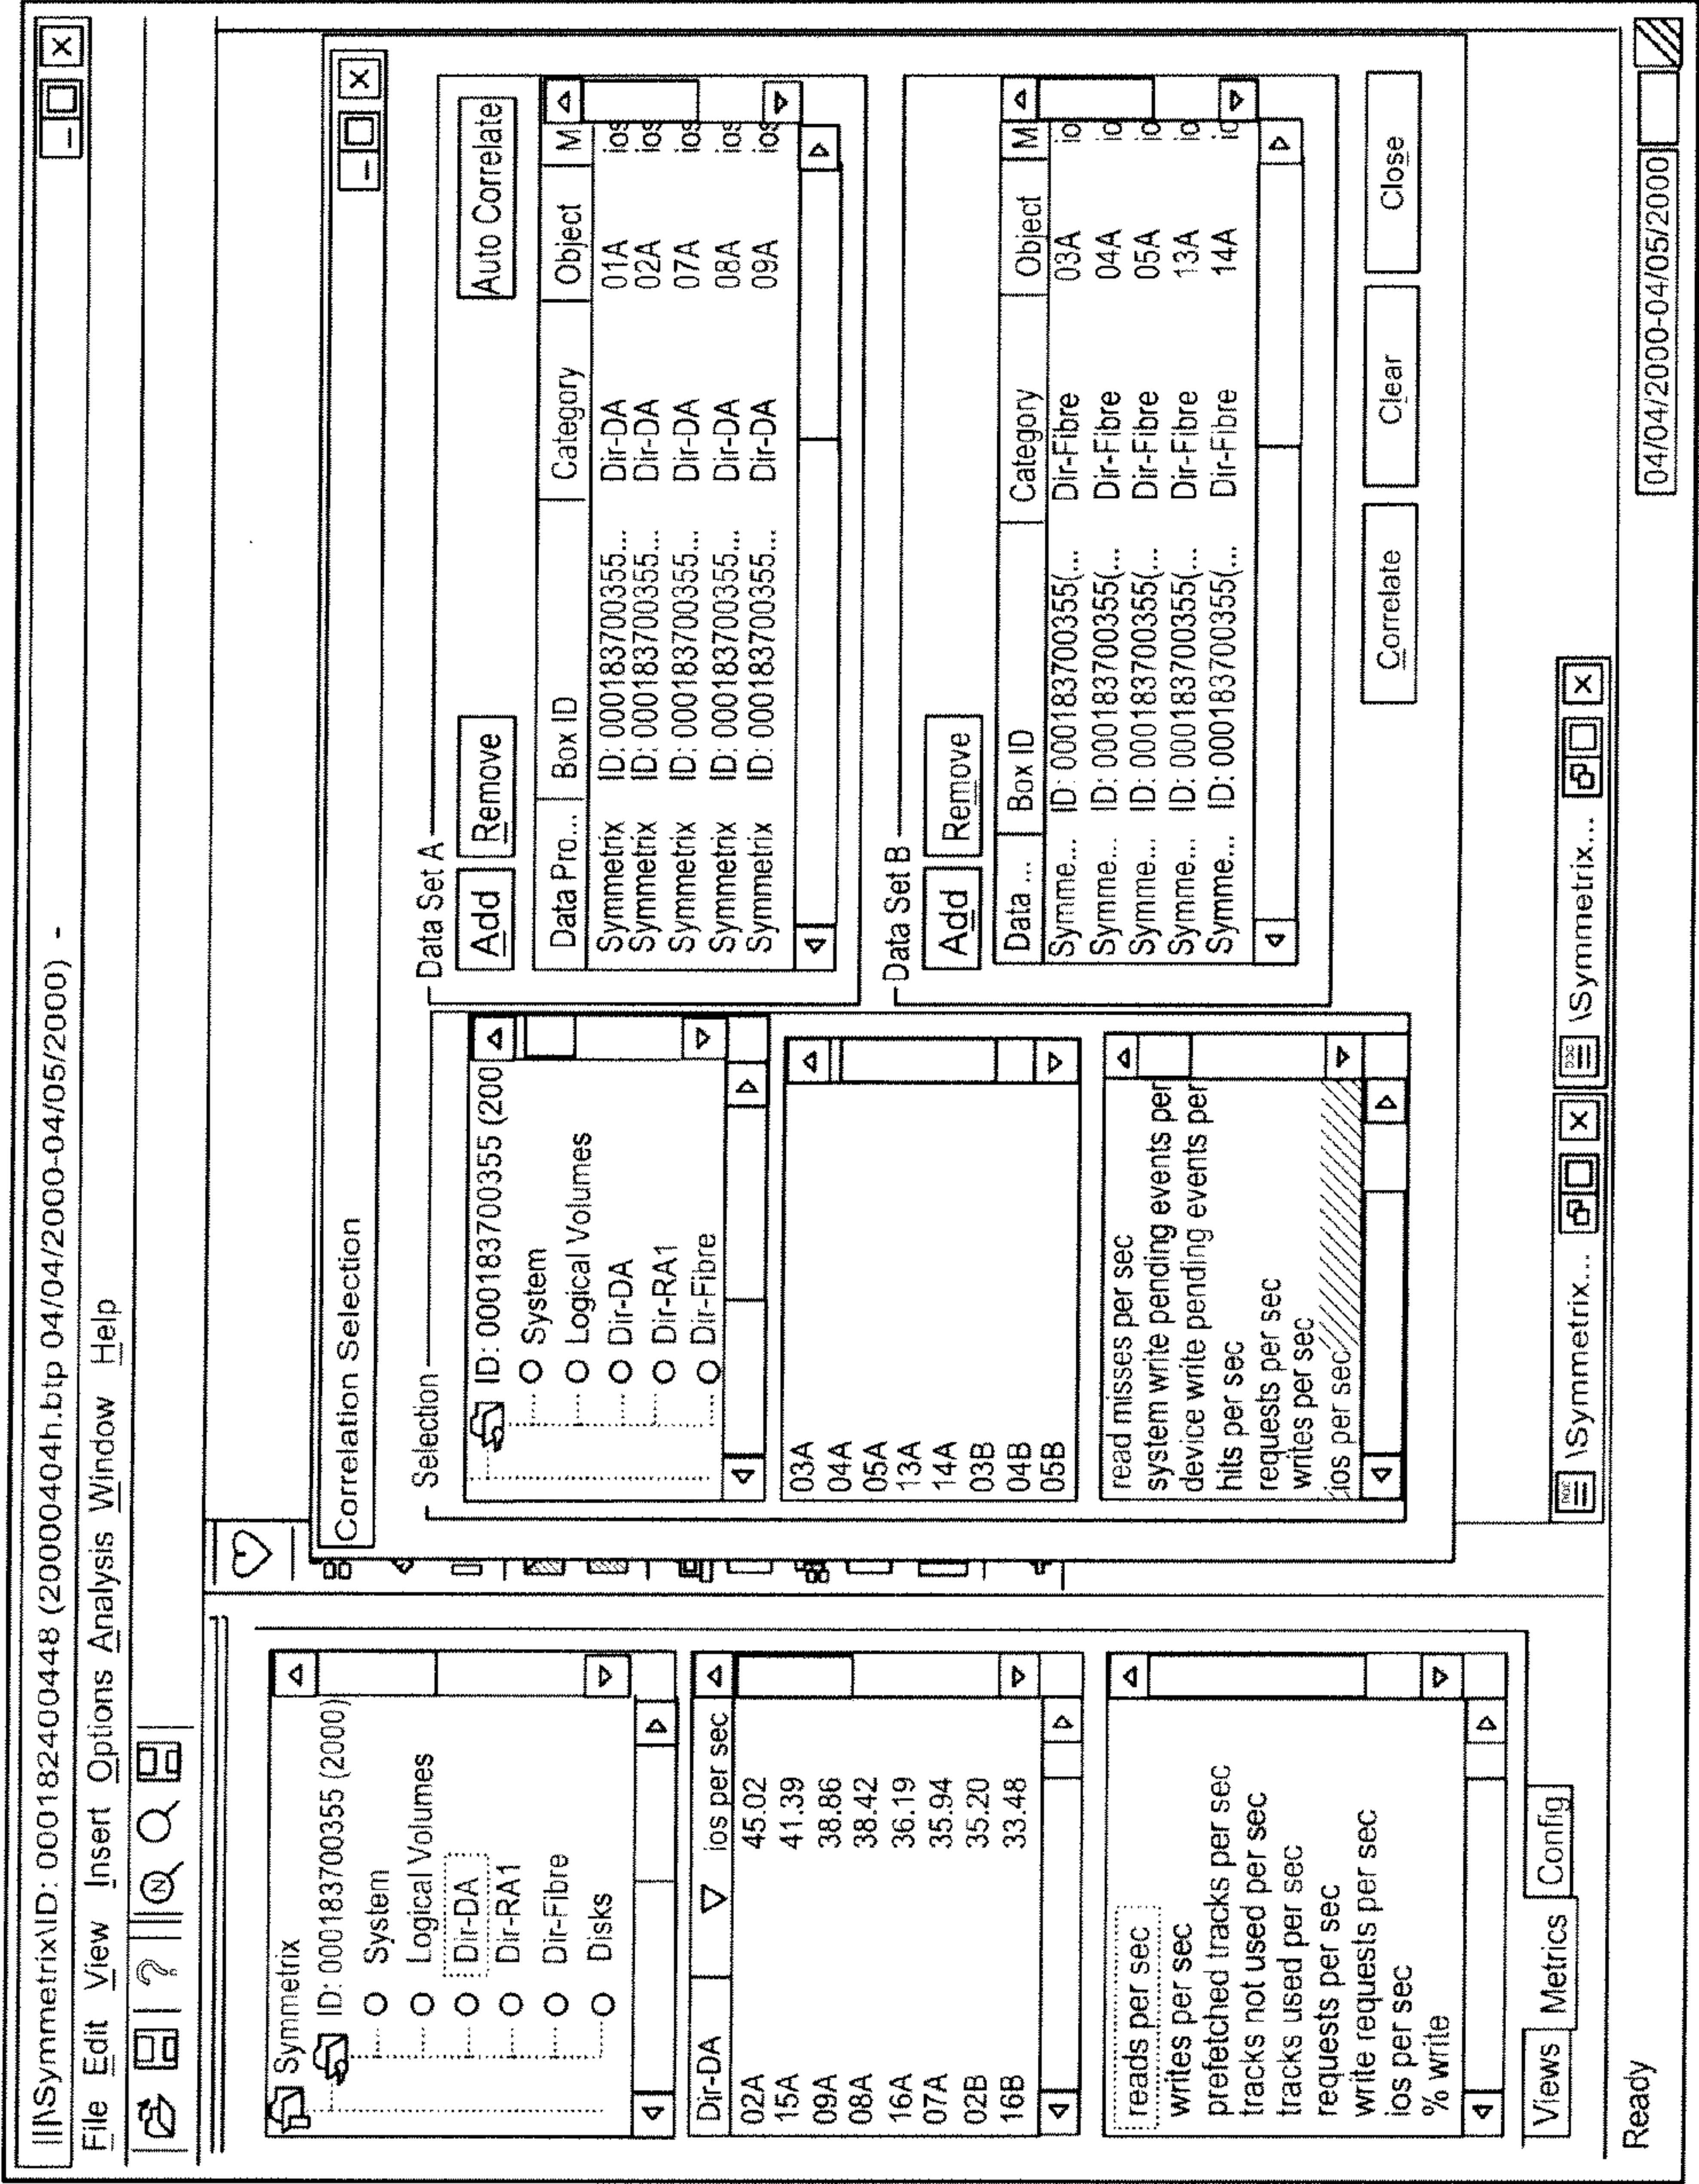 \Symmetrix\ID: 000182400448 (20000404h.btp 04/04/2000-04/05/2000) -
File Edit View Insert Options Analysis Window Help
Symmetrix
ID: 000183700355 (2000)
System
Logical Volumes
Dir-DA
Dir-RA1
Dir-Fibre
Disks
Dir-DA ios per sec
02A 45.02
15A 41.39
09A 38.86
08A 38.42
16A 36.19
07A 35.94
02B 35.20
16B 33.48
reads per sec
writes per sec
prefetched tracks per sec
tracks not used per sec
tracks used per sec
requests per sec
write requests per sec
ios per sec
% write
Views Metrics Config
Correlation Selection
Selection
ID: 000183700355 (200
System
Logical Volumes
Dir-DA
Dir-RA1
Dir-Fibre
03A
04A
05A
13A
14A
03B
04B
05B
read misses per sec
system write pending events per
device write pending events per
hits per sec
requests per sec
writes per sec
ios per sec
Data Set A
Add Remove Auto Correlate
Data Pro... Box ID Category Object M
Symmetrix ID: 000183700355... Dir-DA 01A ios
Symmetrix ID: 000183700355... Dir-DA 02A ios
Symmetrix ID: 000183700355... Dir-DA 07A ios
Symmetrix ID: 000183700355... Dir-DA 08A ios
Symmetrix ID: 000183700355... Dir-DA 09A ios
Data Set B
Add Remove
Data ... Box ID Category Object M
Symme... ID: 000183700355(... Dir-Fibre 03A io
Symme... ID: 000183700355(... Dir-Fibre 04A io
Symme... ID: 000183700355(... Dir-Fibre 05A io
Symme... ID: 000183700355(... Dir-Fibre 13A io
Symme... ID: 000183700355(... Dir-Fibre 14A io
Correlate Clear Close
\Symmetrix... \Symmetrix...
Ready 04/04/2000-04/05/2000